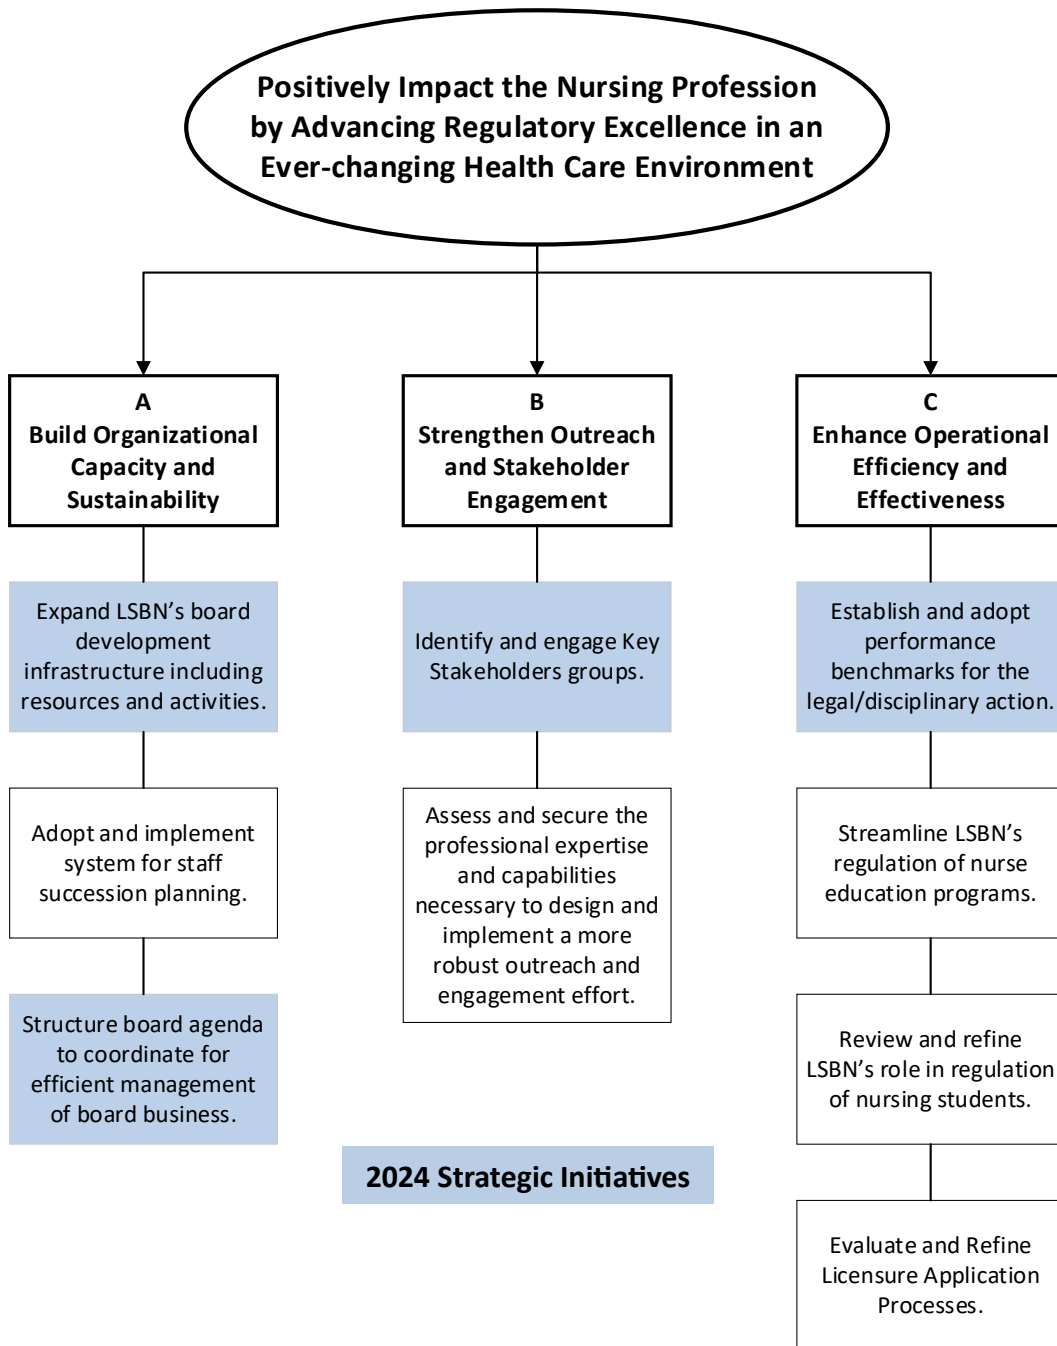 Positively Impact the Nursing Profession
by Advancing Regulatory Excellence in an
Ever-changing Health Care Environment
A
Build Organizational
Capacity and
Sustainability
Expand LSBN’s board
development
infrastructure including
resources and activities.
Adopt and implement
system for staff
succession planning.
Structure board agenda
to coordinate for
efficient management
of board business.
B
Strengthen Outreach
and Stakeholder
Engagement
Identify and engage Key
Stakeholders groups.
Assess and secure the
professional expertise
and capabilities
necessary to design and
implement a more
robust outreach and
engagement effort.
C
Enhance Operational
Efficiency and
Effectiveness
Establish and adopt
performance
benchmarks for the
legal/disciplinary action.
Streamline LSBN’s
regulation of nurse
education programs.
Review and refine
LSBN’s role in regulation
of nursing students.
Evaluate and Refine
Licensure Application
Processes.
2024 Strategic Initiatives